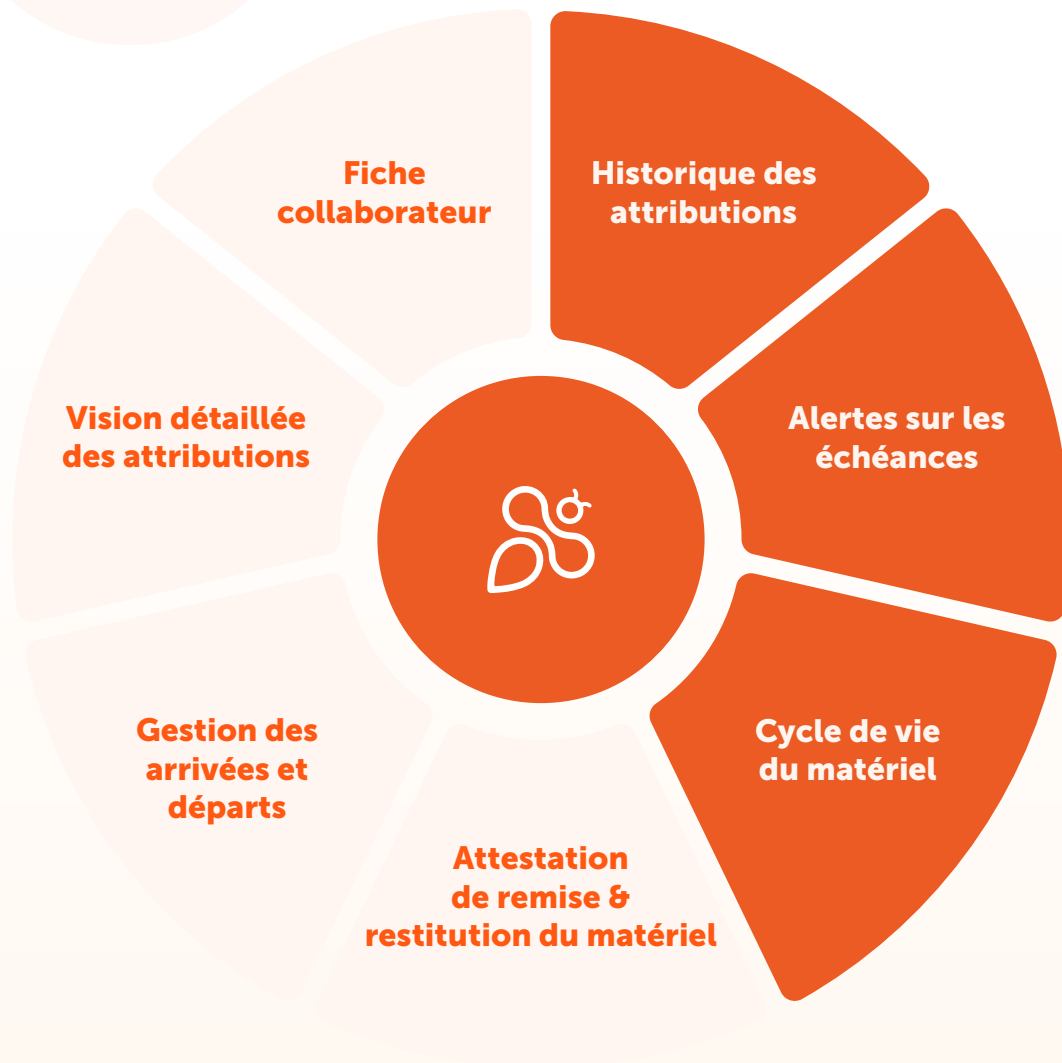 Fiche
collaborateur
Historique des
attributions
Vision détaillée
des attributions
Alertes sur les
échéances
Gestion des
arrivées et
départs
Cycle de vie
du matériel
Attestation
de remise &
restitution du matériel